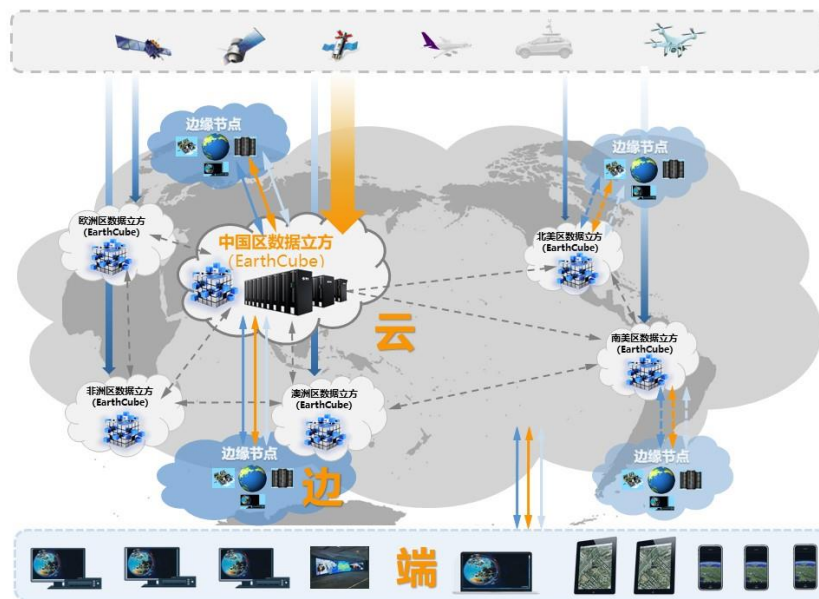 边缘节点
边缘节点
欧洲区数据立方
(EarthCube)
中国区数据立方
(EarthCube)
北美区数据立方
(EarthCube)
云
南美区数据立方
(EarthCube)
非洲区数据立方
(EarthCube)
澳洲区数据立方
(EarthCube)
边缘节点
边
边缘节点
端